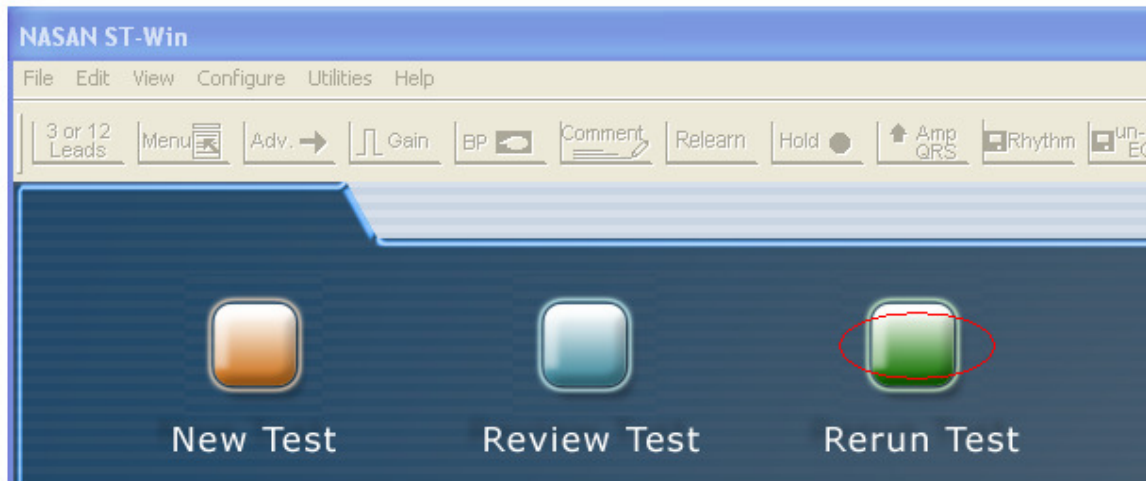 NASAN ST-Win
File Edit View Configure Utilities Help
3 or 12 Leads Menu Adv. Gain BP Comment Relearn Hold Amp QRS Rhythm un-
New Test Review Test Rerun Test